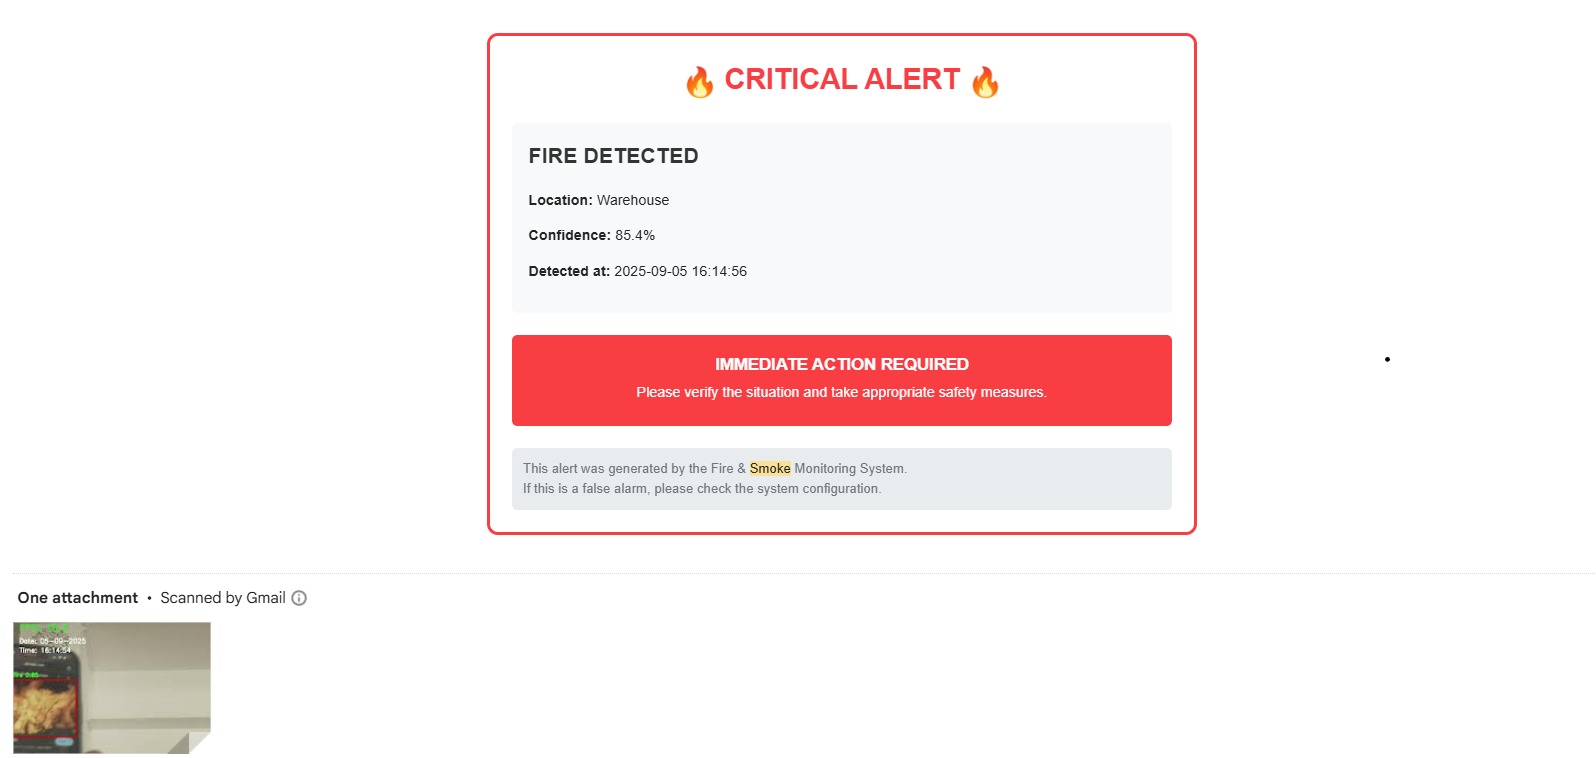 🔥 CRITICAL ALERT 🔥
FIRE DETECTED
Location: Warehouse
Confidence: 85.4%
Detected at: 2025-09-05 16:14:56
IMMEDIATE ACTION REQUIRED
Please verify the situation and take appropriate safety measures.
This alert was generated by the Fire & Smoke Monitoring System.
If this is a false alarm, please check the system configuration.
One attachment • Scanned by Gmail
Date: 05-09-2025
Time: 16:14:54